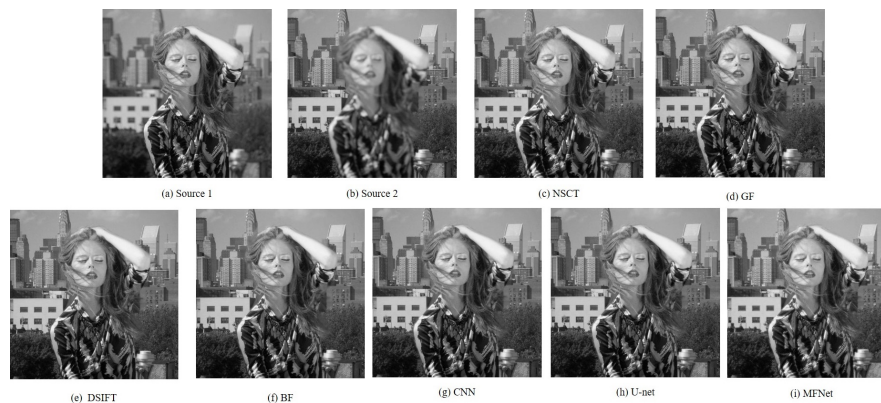 (a) Source 1
(b) Source 2
(c) NSCT
(d) GF
(e) DSIFT
(f) BF
(g) CNN
(h) U-net
(i) MFNet